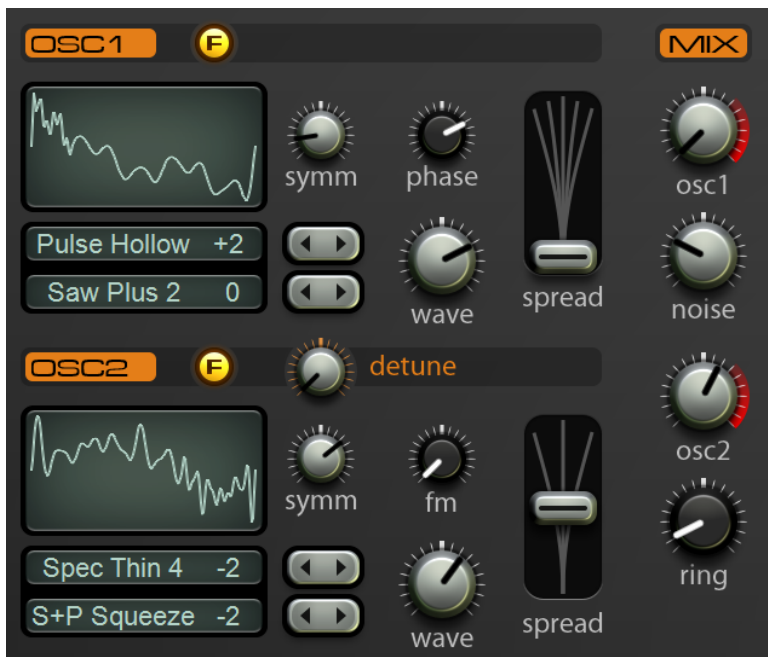 OSC1 F MIX
symm phase osc1
Pulse Hollow +2
Saw Plus 2 0
wave spread noise
OSC2 F detune
osc2
symm fm
Spec Thin 4 -2
ring
S+P Squeeze -2
wave spread